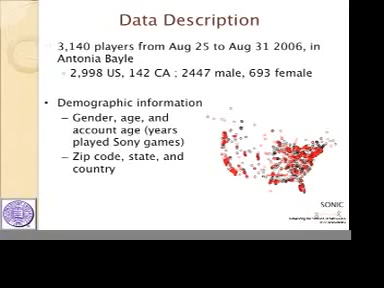 Data Description
3,140 players from Aug 25 to Aug 31 2006, in
Antonia Bayle
2,998 US, 142 CA ; 2447 male, 693 female
• Demographic information
– Gender, age, and
account age (years
played Sony games)
– Zip code, state, and
country
SONIC